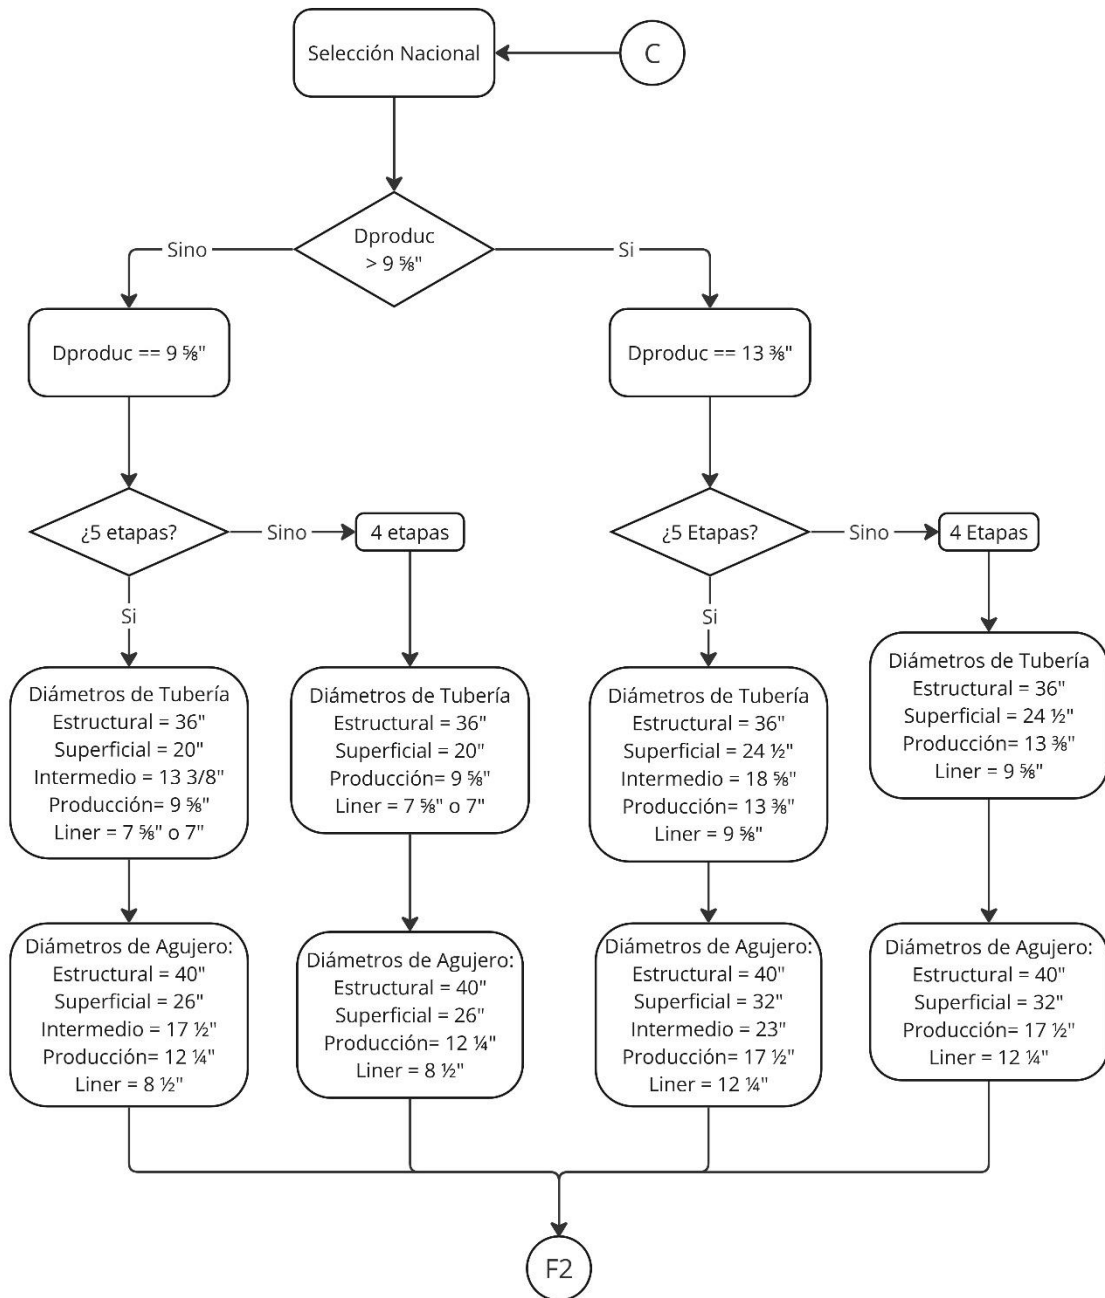 Selección Nacional
C
Dproduc
> 9 ⅝"
Sino
Si
Dproduc == 9 ⅝"
Dproduc == 13 ⅜"
¿5 etapas?
Sino
4 etapas
¿5 Etapas?
Sino
4 Etapas
Si
Si
Diámetros de Tubería
Estructural = 36"
Superficial = 20"
Intermedio = 13 3/8"
Producción= 9 ⅝"
Liner = 7 ⅝" o 7"
Diámetros de Tubería
Estructural = 36"
Superficial = 20"
Producción= 9 ⅝"
Liner = 7 ⅝" o 7"
Diámetros de Tubería
Estructural = 36"
Superficial = 24 ½"
Intermedio = 18 ⅝"
Producción= 13 ⅜"
Liner = 9 ⅝"
Diámetros de Tubería
Estructural = 36"
Superficial = 24 ½"
Producción= 13 ⅜"
Liner = 9 ⅝"
Diámetros de Agujero:
Estructural = 40"
Superficial = 26"
Intermedio = 17 ½"
Producción= 12 ¼"
Liner = 8 ½"
Diámetros de Agujero:
Estructural = 40"
Superficial = 26"
Producción= 12 ¼"
Liner = 8 ½"
Diámetros de Agujero:
Estructural = 40"
Superficial = 32"
Intermedio = 23"
Producción= 17 ½"
Liner = 12 ¼"
Diámetros de Agujero:
Estructural = 40"
Superficial = 32"
Producción= 17 ½"
Liner = 12 ¼"
F2